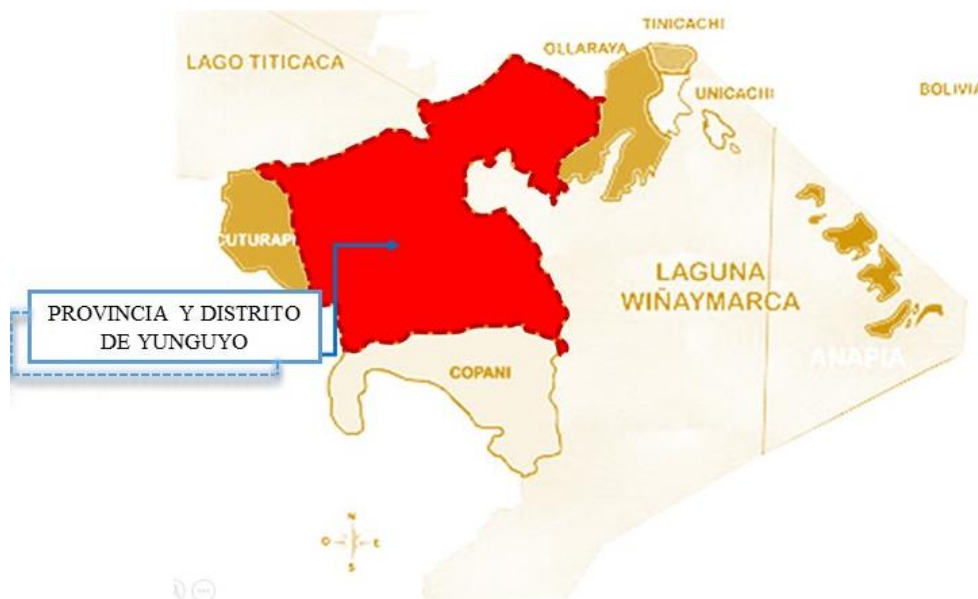 TINICACHI
OLLARAYA
LAGO TITICACA
UNICACHI
BOLIVIA
CUTURAPI
LAGUNA
WIÑAYMARCA
PROVINCIA Y DISTRITO
DE YUNGUYO
ANAPIA
COPANI
N
O E
S